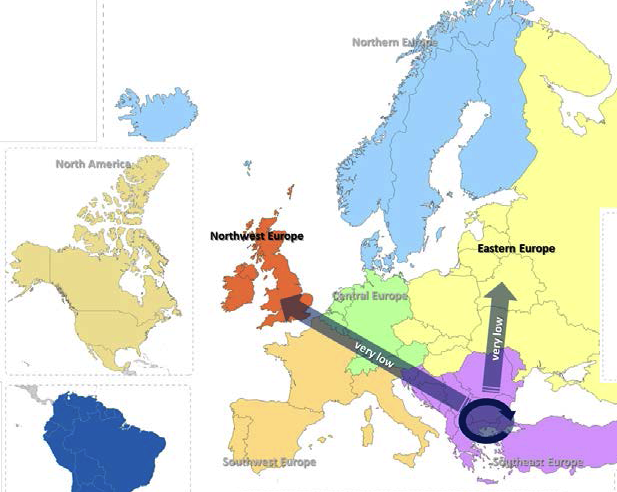 Northern Europe
North America
Northwest Europe
Eastern Europe
Central Europe
very low
very low
Southwest Europe
Southeast Europe